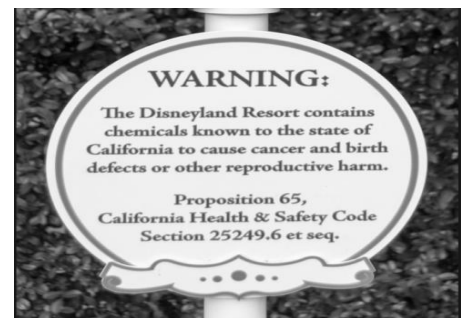 WARNING:
The Disneyland Resort contains
chemicals known to the state of
California to cause cancer and birth
defects or other reproductive harm.
Proposition 65,
California Health & Safety Code
Section 25249.6 et seq.